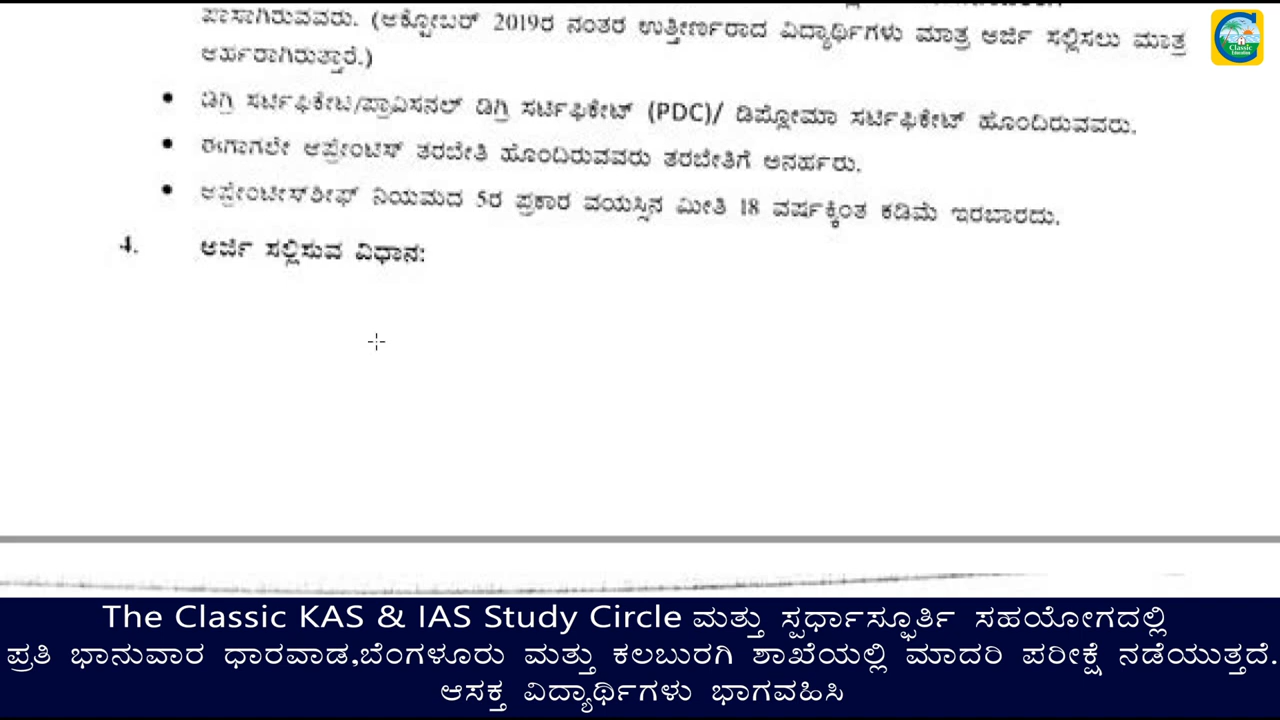 ಪಾಸಾಗಿರುವವರು. (ಅಕ್ಟೋಬರ್ 2019ರ ನಂತರ ಉತ್ತೀರ್ಣರಾದ ವಿದ್ಯಾರ್ಥಿಗಳು ಮಾತ್ರ ಅರ್ಜಿ ಸಲ್ಲಿಸಲು ಮಾತ್ರ
ಅರ್ಹರಾಗಿರುತ್ತಾರೆ.)
• ಡಿಗ್ರಿ ಸರ್ಟಿಫಿಕೇಟ/ಪ್ರಾವಿಸನಲ್ ಡಿಗ್ರಿ ಸರ್ಟಿಫಿಕೇಟ್ (PDC)/ ಡಿಪ್ಲೋಮಾ ಸರ್ಟಿಫಿಕೇಟ್ ಹೊಂದಿರುವವರು.
• ಈಗಾಗಲೇ ಅಪ್ರೇಂಟಿಸ್ ತರಬೇತಿ ಹೊಂದಿರುವವರು ತರಬೇತಿಗೆ ಅನರ್ಹರು.
• ಅಪ್ರೇಂಟೀಸ್‌ಶೀಫ್ ನಿಯಮದ 5ರ ಪ್ರಕಾರ ವಯಸ್ಸಿನ ಮೀತಿ 18 ವರ್ಷಕ್ಕಿಂತ ಕಡಿಮೆ ಇರಬಾರದು.
4. ಅರ್ಜಿ ಸಲ್ಲಿಸುವ ವಿಧಾನ:
Classic
Education
The Classic KAS & IAS Study Circle ಮತ್ತು ಸ್ಪರ್ಧಾಸ್ಫೂರ್ತಿ ಸಹಯೋಗದಲ್ಲಿ
ಪ್ರತಿ ಭಾನುವಾರ ಧಾರವಾಡ,ಬೆಂಗಳೂರು ಮತ್ತು ಕಲಬುರಗಿ ಶಾಖೆಯಲ್ಲಿ ಮಾದರಿ ಪರೀಕ್ಷೆ ನಡೆಯುತ್ತದೆ.
ಆಸಕ್ತ ವಿದ್ಯಾರ್ಥಿಗಳು ಭಾಗವಹಿಸಿ